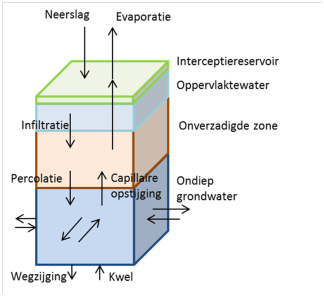 Neerslag
Evaporatie
Interceptiereservoir
Oppervlaktewater
Infiltratie
Onverzadigde zone
Percolatie
Capillaire
opstijging
Ondiep
grondwater
Wegzijging
Kwel